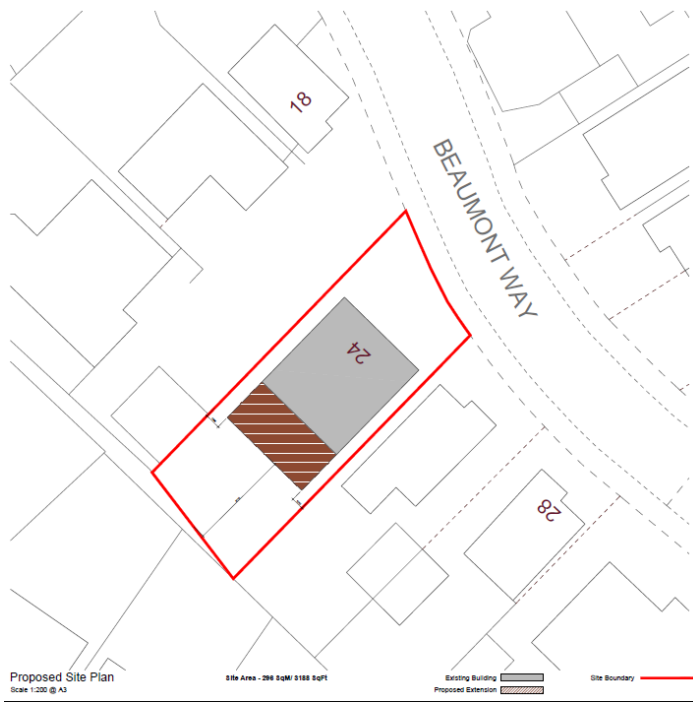 18
BEAUMONT WAY
24
28
Proposed Site Plan
Scale 1:200 @ A3
Site Area - 296 SqM/ 3188 SqFt
Existing Building
Proposed Extension
Site Boundary